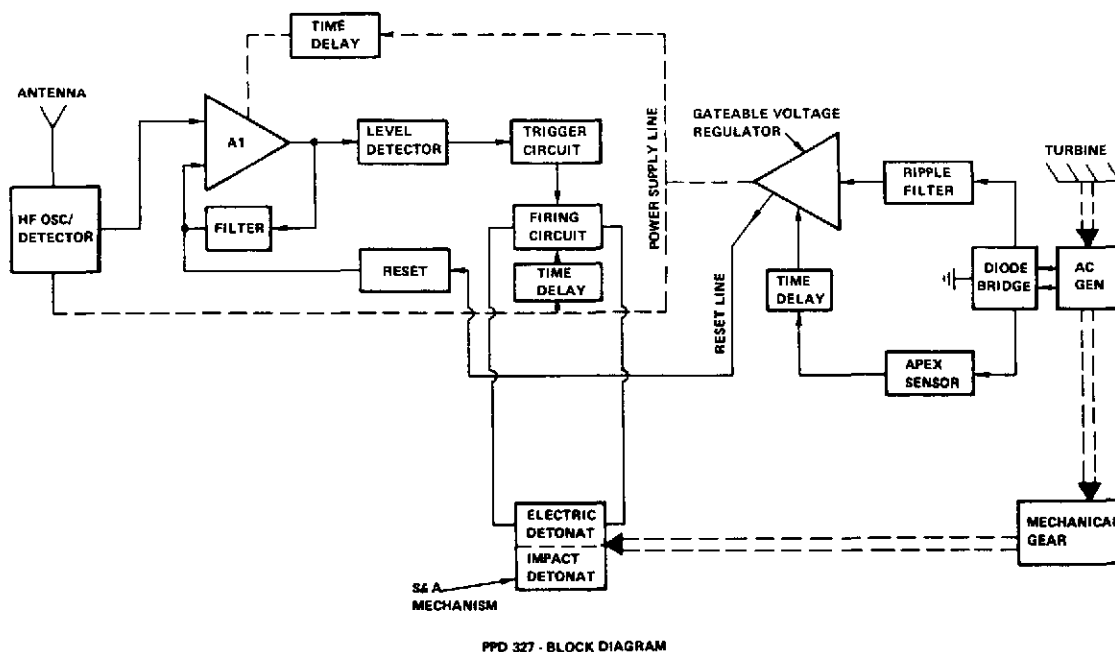 TIME
DELAY
ANTENNA
A1
LEVEL
DETECTOR
TRIGGER
CIRCUIT
HF OSC/
DETECTOR
FILTER
FIRING
CIRCUIT
RESET
TIME
DELAY
POWER SUPPLY LINE
GATEABLE VOLTAGE
REGULATOR
RIPPLE
FILTER
TURBINE
RESET LINE
TIME
DELAY
DIODE
BRIDGE
AC
GEN
APEX
SENSOR
ELECTRIC
DETONAT
IMPACT
DETONAT
S& A
MECHANISM
MECHANICAL
GEAR
PPD 327 - BLOCK DIAGRAM